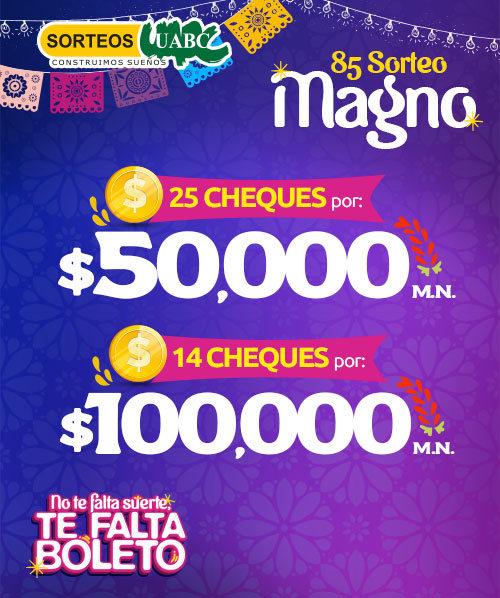 SORTEOS UABC
CONSTRUIMOS SUEÑOS
85 Sorteo
Magno
$ 25 CHEQUES por:
$50,000 M.N.
$ 14 CHEQUES por:
$100,000 M.N.
No te falta suerte,
TE FALTA
BOLETO